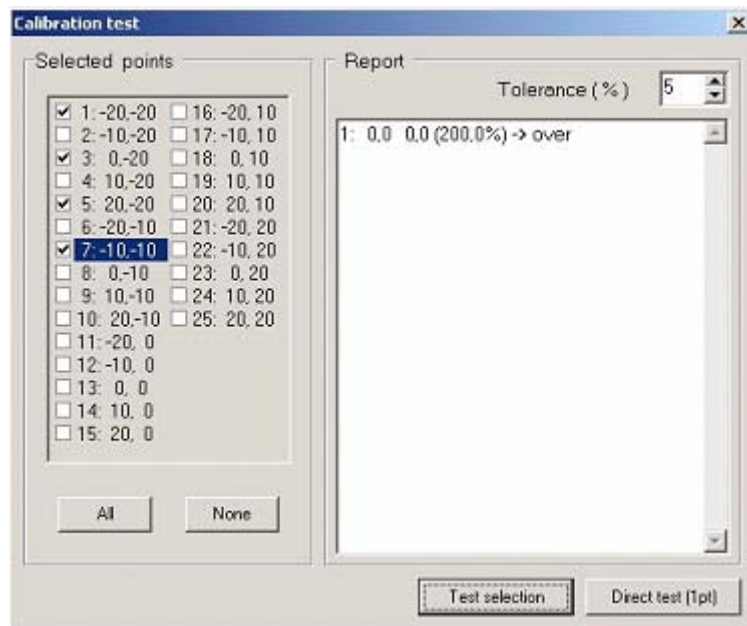 Calibration test
Selected points
1: -20,-20
2: -10,-20
3: 0,-20
4: 10,-20
5: 20,-20
6: -20,-10
7: -10,-10
8: 0,-10
9: 10,-10
10: 20,-10
11: -20, 0
12: -10, 0
13: 0, 0
14: 10, 0
15: 20, 0
16: -20, 10
17: -10, 10
18: 0, 10
19: 10, 10
20: 20, 10
21: -20, 20
22: -10, 20
23: 0, 20
24: 10, 20
25: 20, 20
All
None
Report
Tolerance (%) 5
1: 0,0 0,0 (200,0%) -> over
Test selection
Direct test (1pt)